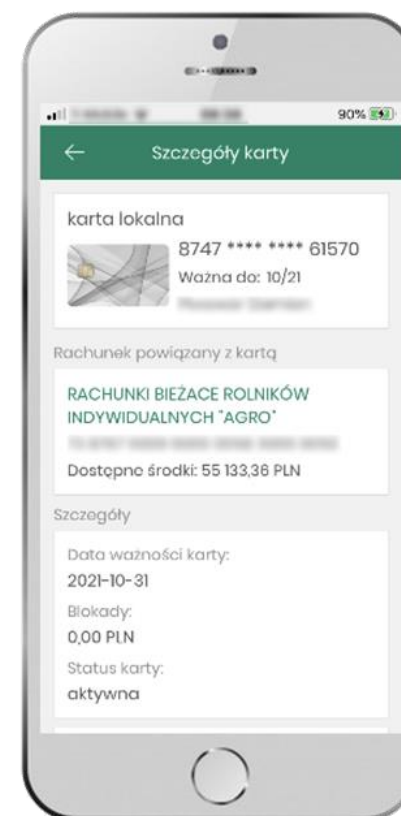 90%
Szczegóły karty
karta lokalna
8747 **** **** 61570
Ważna do: 10/21
Rachunek powiązany z kartą
RACHUNKI BIEŻACE ROLNIKÓW
INDYWIDUALNYCH "AGRO"
Dostępne środki: 55 133,36 PLN
Szczegóły
Data ważności karty:
2021-10-31
Blokady:
0,00 PLN
Status karty:
aktywna